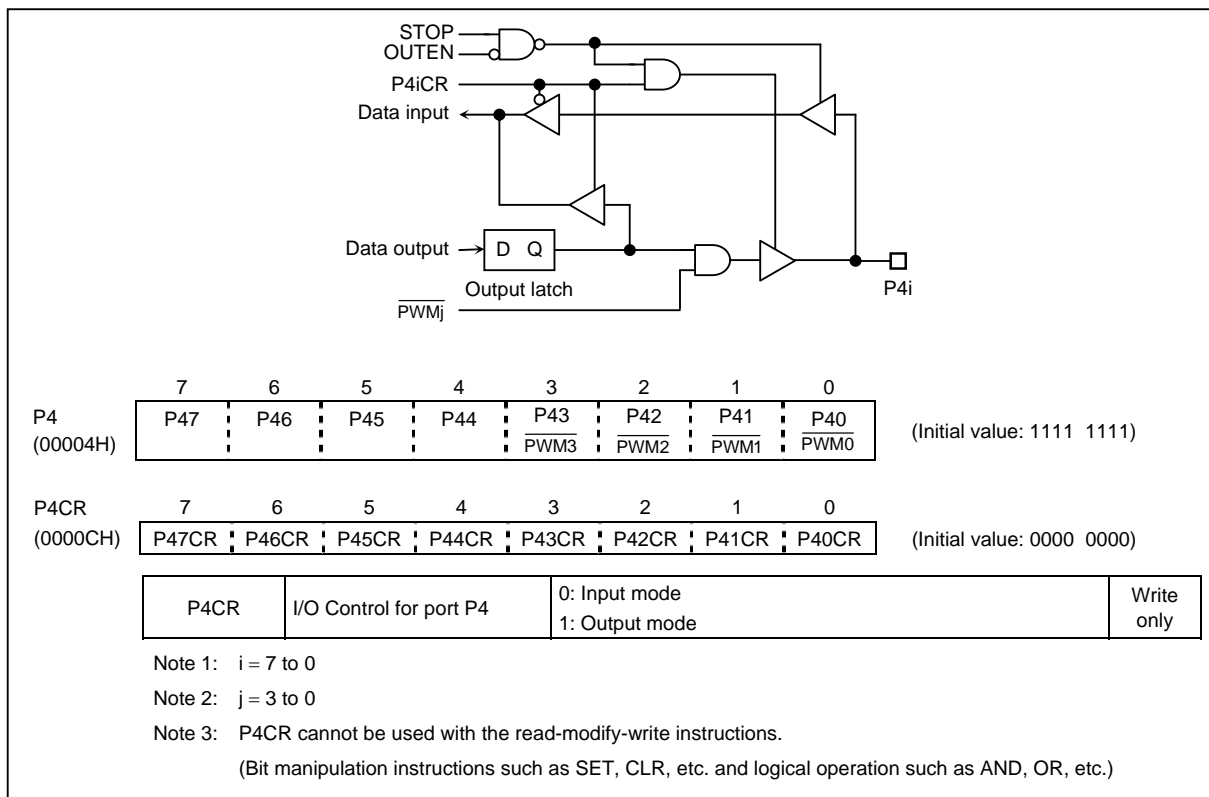 STOP
OUTEN
P4iCR
Data input
Data output D Q
Output latch
P4i
PWMj
7 6 5 4 3 2 1 0
P4 P47 P46 P45 P44 P43 P42 P41 P40
(00004H) PWM3 PWM2 PWM1 PWM0 (Initial value: 1111 1111)
P4CR 7 6 5 4 3 2 1 0
(0000CH) P47CR P46CR P45CR P44CR P43CR P42CR P41CR P40CR (Initial value: 0000 0000)
P4CR I/O Control for port P4 0: Input mode Write
1: Output mode only
Note 1: i = 7 to 0
Note 2: j = 3 to 0
Note 3: P4CR cannot be used with the read-modify-write instructions.
(Bit manipulation instructions such as SET, CLR, etc. and logical operation such as AND, OR, etc.)